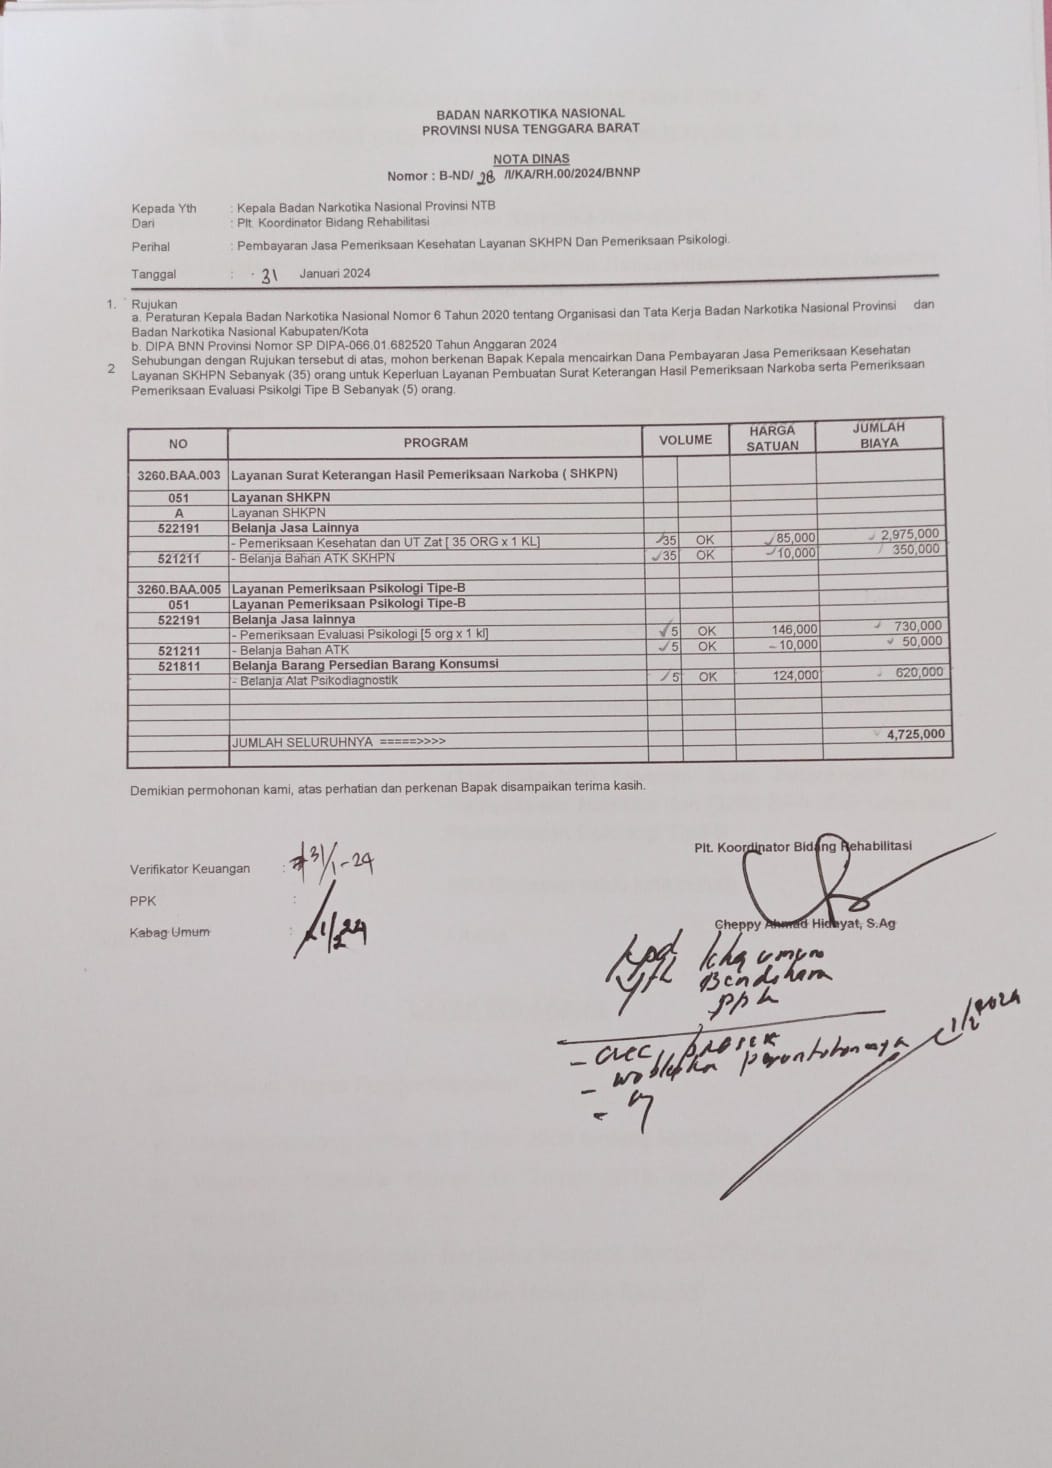 BADAN NARKOTIKA NASIONAL
PROVINSI NUSA TENGGARA BARAT
NOTA DINAS
Nomor : B-ND/ 28 /I/KA/RH.00/2024/BNNP
Kepada Yth : Kepala Badan Narkotika Nasional Provinsi NTB
Dari : Plt. Koordinator Bidang Rehabilitasi
Perihal : Pembayaran Jasa Pemeriksaan Kesehatan Layanan SKHPN Dan Pemeriksaan Psikologi.
Tanggal : 31 Januari 2024
1. Rujukan
a. Peraturan Kepala Badan Narkotika Nasional Nomor 6 Tahun 2020 tentang Organisasi dan Tata Kerja Badan Narkotika Nasional Provinsi dan
Badan Narkotika Nasional Kabupaten/Kota
b. DIPA BNN Provinsi Nomor SP DIPA-066.01.682520 Tahun Anggaran 2024
2 Sehubungan dengan Rujukan tersebut di atas, mohon berkenan Bapak Kepala mencairkan Dana Pembayaran Jasa Pemeriksaan Kesehatan
Layanan SKHPN Sebanyak (35) orang untuk Keperluan Layanan Pembuatan Surat Keterangan Hasil Pemeriksaan Narkoba serta Pemeriksaan
Pemeriksaan Evaluasi Psikolgi Tipe B Sebanyak (5) orang.
NO PROGRAM VOLUME HARGA SATUAN JUMLAH BIAYA
3260.BAA.003 Layanan Surat Keterangan Hasil Pemeriksaan Narkoba ( SHKPN)
051 Layanan SHKPN
A Layanan SHKPN
522191 Belanja Jasa Lainnya
- Pemeriksaan Kesehatan dan UT Zat [ 35 ORG x 1 KL] 35 OK 85,000 2,975,000
521211 - Belanja Bahan ATK SKHPN 35 OK 10,000 350,000
3260.BAA.005 Layanan Pemeriksaan Psikologi Tipe-B
051 Layanan Pemeriksaan Psikologi Tipe-B
522191 Belanja Jasa lainnya
- Pemeriksaan Evaluasi Psikologi [5 org x 1 kl] 5 OK 146,000 730,000
521211 - Belanja Bahan ATK 5 OK 10,000 50,000
521811 Belanja Barang Persedian Barang Konsumsi
- Belanja Alat Psikodiagnostik 5 OK 124,000 620,000
JUMLAH SELURUHNYA =====>>>> 4,725,000
Demikian permohonan kami, atas perhatian dan perkenan Bapak disampaikan terima kasih.
Plt. Koordinator Bidang Rehabilitasi
Verifikator Keuangan : 31/1-24
PPK :
Kabag Umum : 1/2 24
Cheppy Ahmad Hidayat, S.Ag
umum
Bendahara
PPK
1/2 2024
- acc, proses